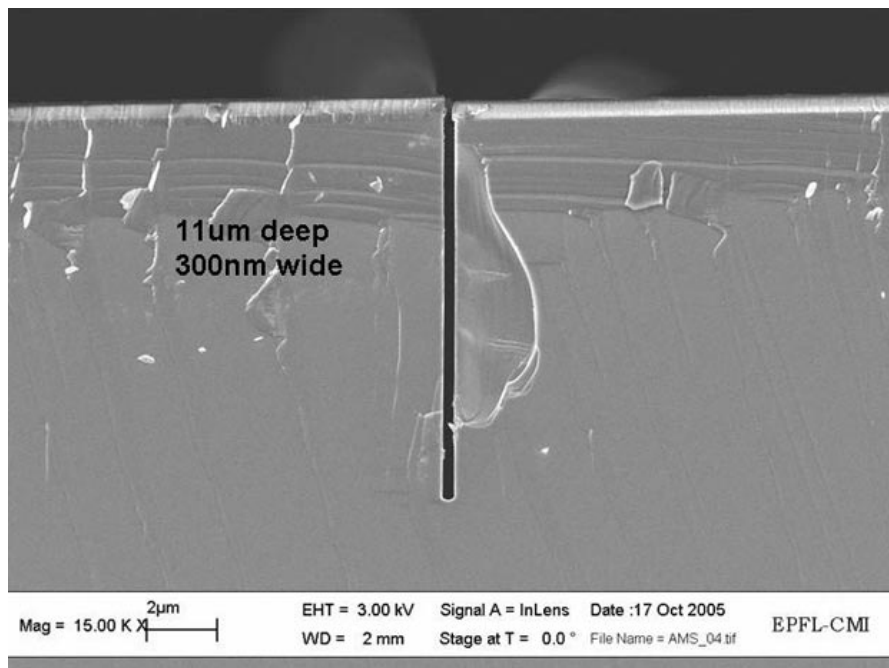 11um deep
300nm wide
Mag = 15.00 K X
2µm
EHT = 3.00 kV
WD = 2 mm
Signal A = InLens
Stage at T = 0.0 °
Date :17 Oct 2005
File Name = AMS_04.tif
EPFL-CMI